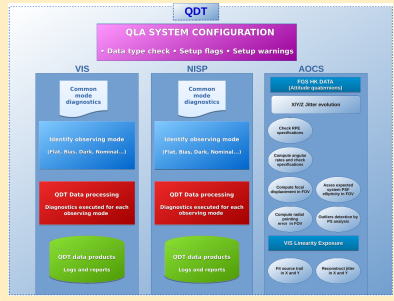 QDT
QLA SYSTEM CONFIGURATION
• Data type check • Setup flags • Setup warnings
VIS
Common
mode
diagnostics
Identify observing mode
(Flat, Bias, Dark, Nominal...)
QDT Data processing
Diagnostics executed for each
observing mode
QDT data products
Logs and reports
NISP
Common
mode
diagnostics
Identify observing mode
(Flat, Bias, Dark, Nominal...)
QDT Data processing
Diagnostics executed for each
observing mode
QDT data products
Logs and reports
AOCS
FGS HK DATA
(Attitude quaternions)
X/Y/Z Jitter evolution
Check RPE
specifications
Compute angular
rates and check
specifications
Compute focal
displacement in FOV
Assess expected
system PSF
ellipticity in FOV
Compute radial
pointing
error in FOV
Outliers detection by
PS analysis
VIS Linearity Exposure
Fit source trail
in X and Y
Reconstruct jitter
in X and Y